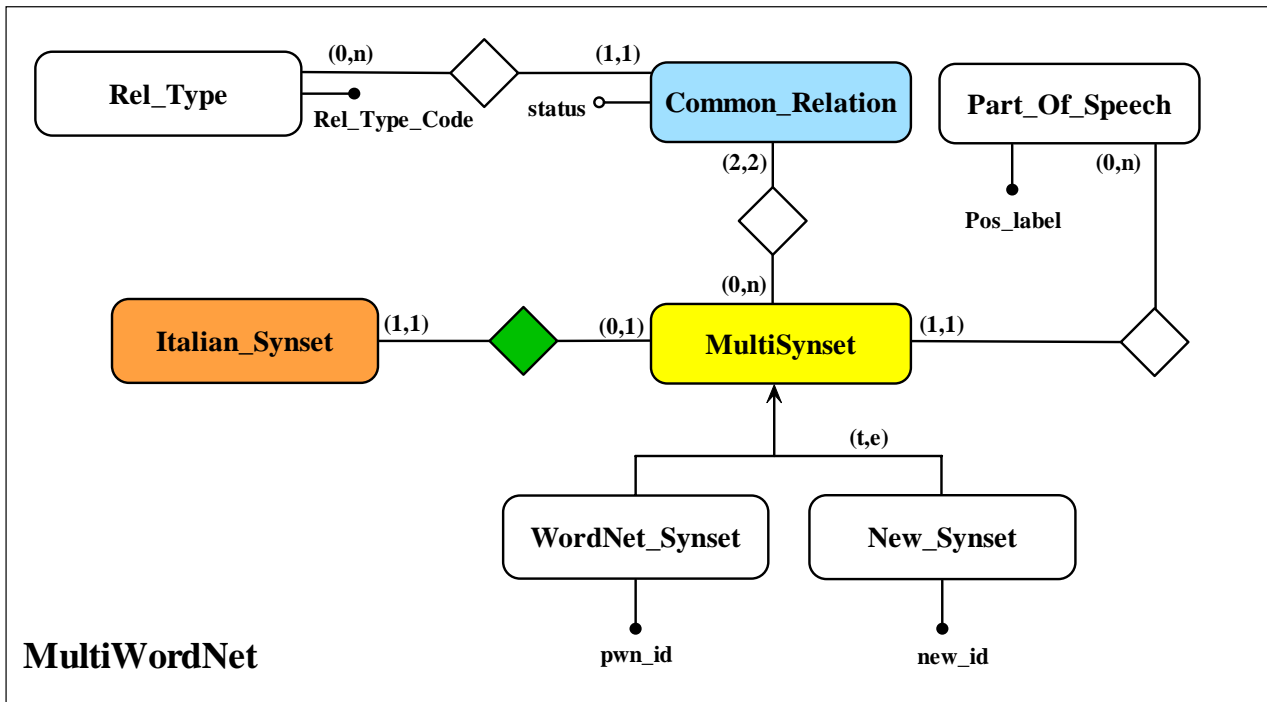 (0,n)
(1,1)
Rel_Type
Rel_Type_Code
status
Common_Relation
Part_Of_Speech
(2,2)
(0,n)
Pos_label
(0,n)
Italian_Synset
(1,1)
(0,1)
MultiSynset
(1,1)
(t,e)
WordNet_Synset
New_Synset
pwn_id
new_id
MultiWordNet